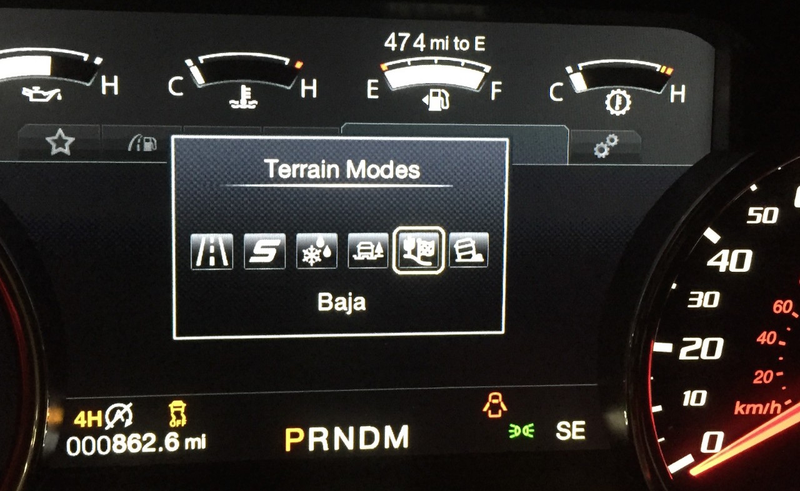 474 mi to E
H
C H
E F
C H
Terrain Modes
S
Baja
4H
OFF
000862.6 mi
PRNDM
SE
50
40
30
20
10
0
60
40
20
km/h